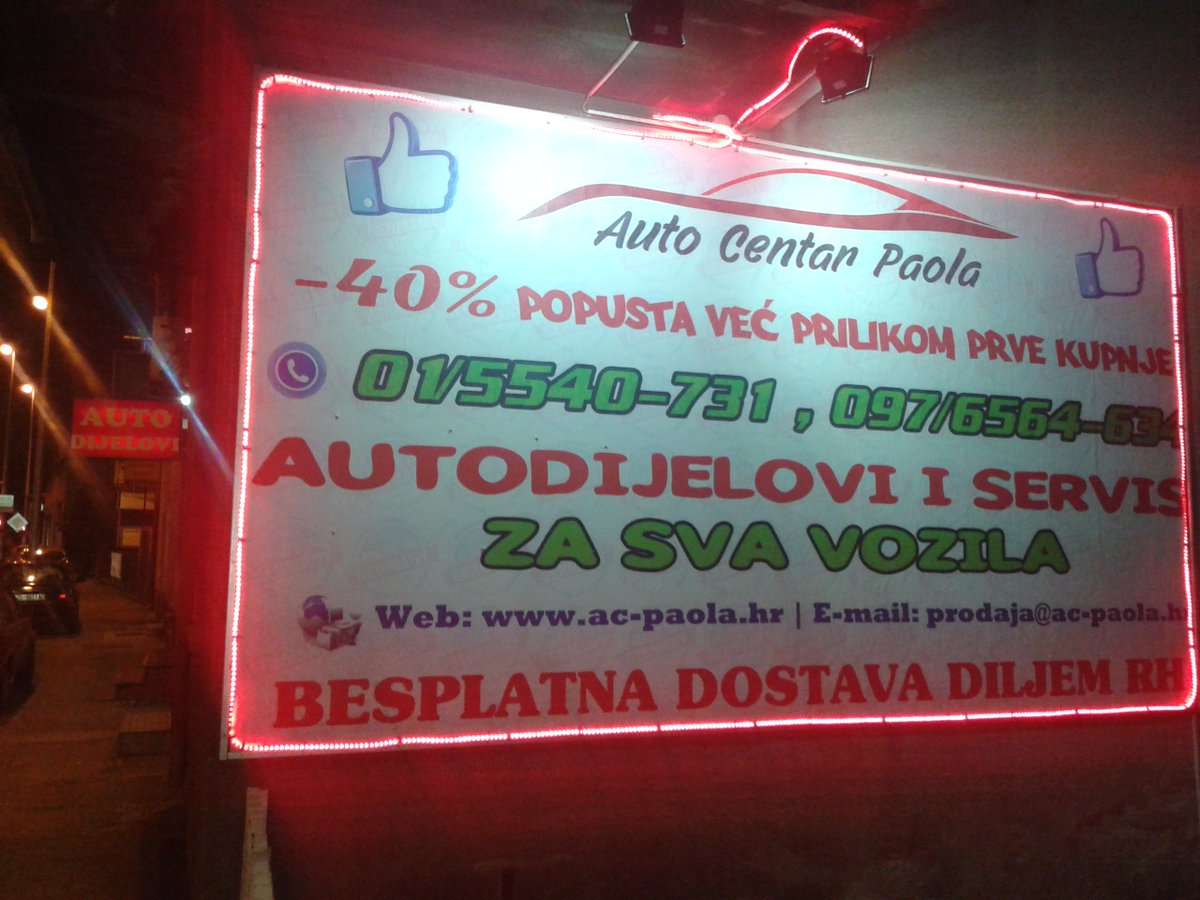 Auto Centar Paola
-40% POPUSTA VEĆ PRILIKOM PRVE KUPNJE
01/5540-731 , 097/6564-634
AUTODIJELOVI I SERVIS
ZA SVA VOZILA
Web: www.ac-paola.hr | E-mail: prodaja@ac-paola.h
BESPLATNA DOSTAVA DILJEM RH
AUTO
DIJELOVI